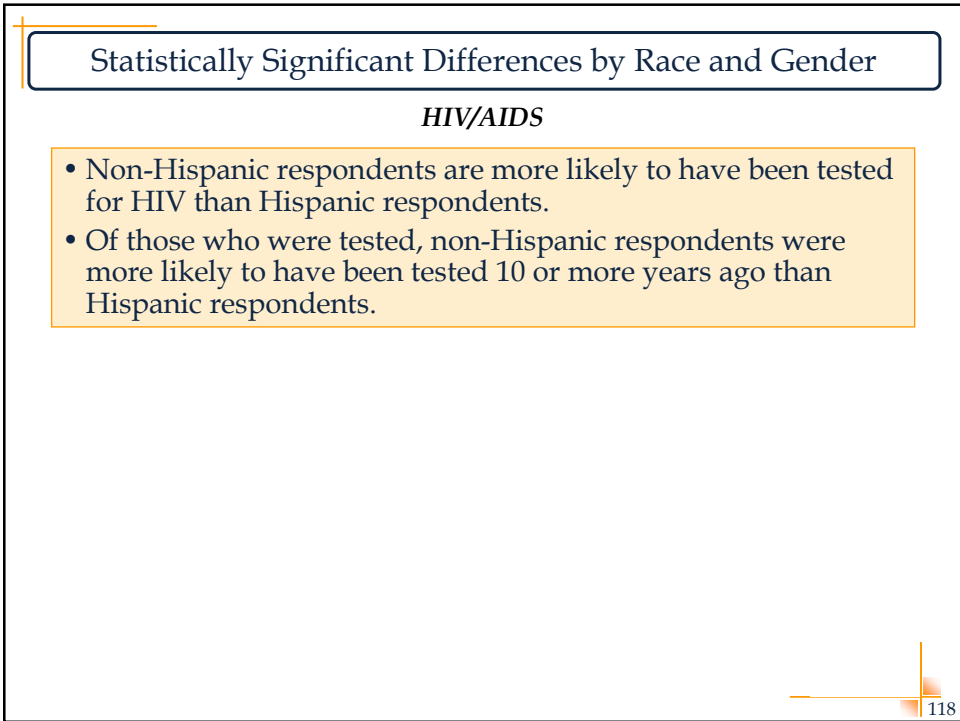 Statistically Significant Differences by Race and Gender
HIV/AIDS
• Non-Hispanic respondents are more likely to have been tested
for HIV than Hispanic respondents.
• Of those who were tested, non-Hispanic respondents were
more likely to have been tested 10 or more years ago than
Hispanic respondents.
118